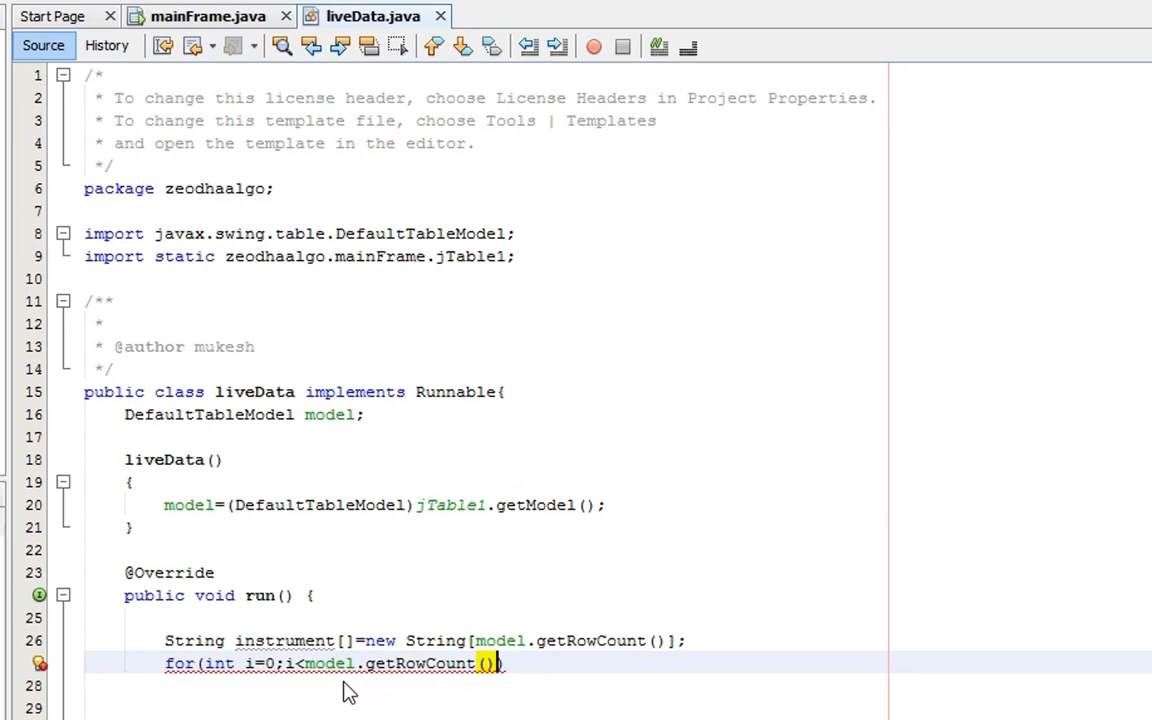 Start Page mainFrame.java liveData.java
Source History
1 /*
2 * To change this license header, choose License Headers in Project Properties.
3 * To change this template file, choose Tools | Templates
4 * and open the template in the editor.
5 */
6 package zeodhaalgo;
7
8 import javax.swing.table.DefaultTableModel;
9 import static zeodhaalgo.mainFrame.jTable1;
10
11 /**
12 *
13 * @author mukesh
14 */
15 public class liveData implements Runnable{
16 DefaultTableModel model;
17
18 liveData()
19 {
20 model=(DefaultTableModel)jTable1.getModel();
21 }
22
23 @Override
public void run() {
25
26 String instrument[]=new String[model.getRowCount()];
for(int i=0;i<model.getRowCount())
28
29